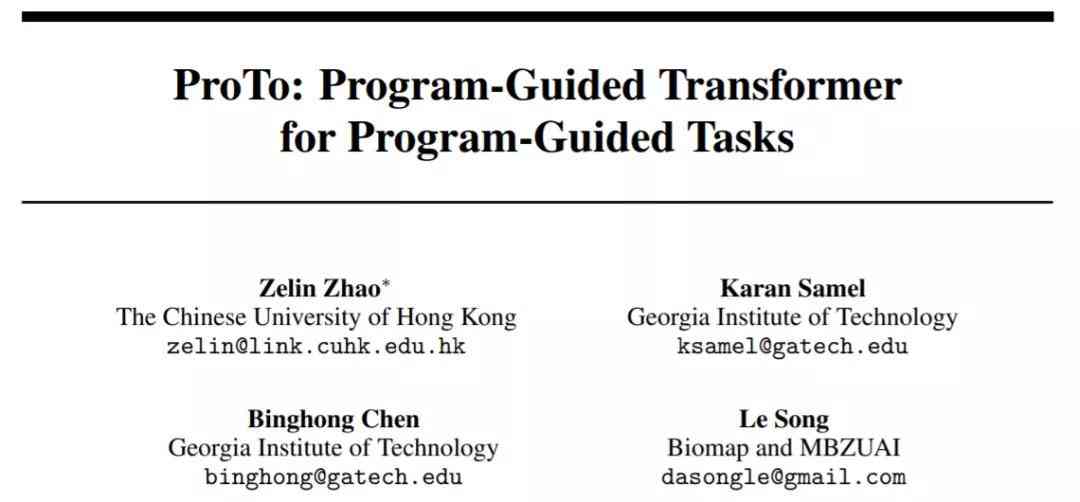 ProTo: Program-Guided Transformer
for Program-Guided Tasks
Zelin Zhao*
The Chinese University of Hong Kong
zelin@link.cuhk.edu.hk
Karan Samel
Georgia Institute of Technology
ksamel@gatech.edu
Binghong Chen
Georgia Institute of Technology
binghong@gatech.edu
Le Song
Biomap and MBZUAI
dasongle@gmail.com